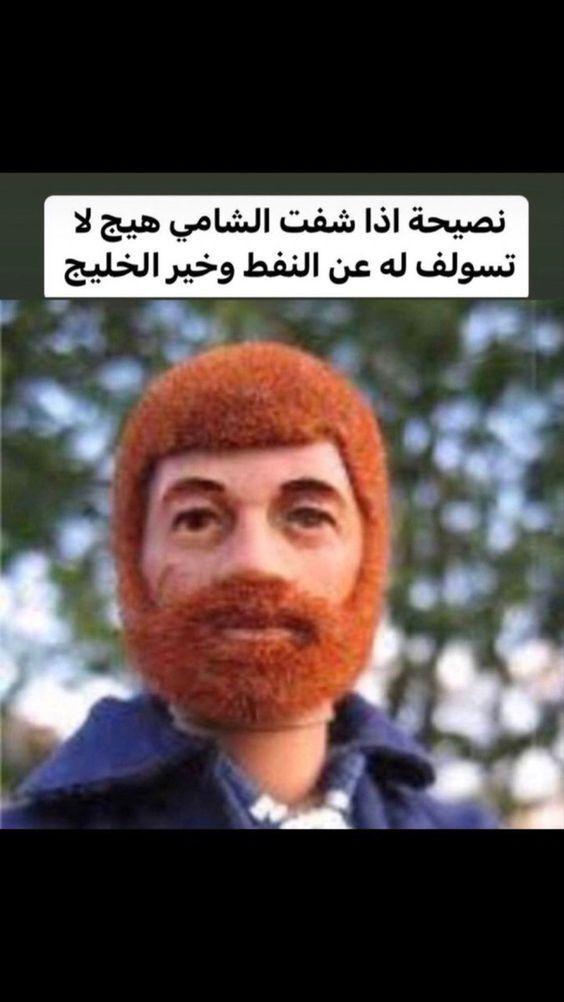 نصيحة اذا شفت الشامي هيج لا
تسولف له عن النفط وخير الخليج